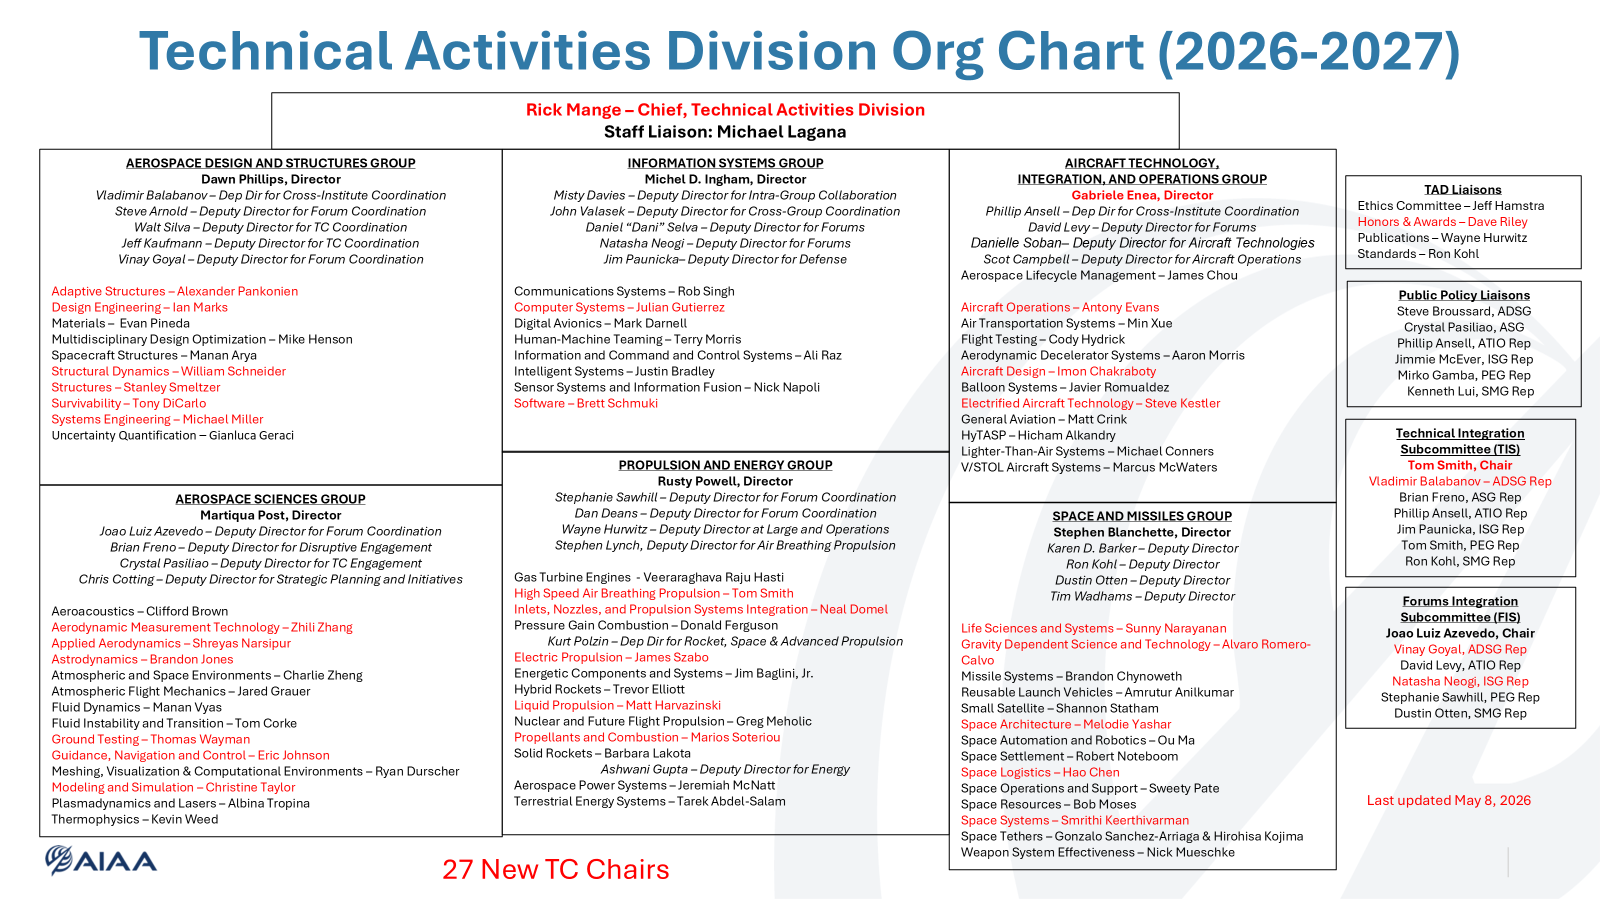 Technical Activities Division Org Chart (2026-2027)
Rick Mange – Chief, Technical Activities Division
Staff Liaison: Michael Lagana
AEROSPACE DESIGN AND STRUCTURES GROUP
Dawn Phillips, Director
Vladimir Balabanov – Dep Dir for Cross-Institute Coordination
Steve Arnold – Deputy Director for Forum Coordination
Walt Silva – Deputy Director for TC Coordination
Jeff Kaufmann – Deputy Director for TC Coordination
Vinay Goyal – Deputy Director for Forum Coordination
Adaptive Structures – Alexander Pankonien
Design Engineering – Ian Marks
Materials –  Evan Pineda
Multidisciplinary Design Optimization – Mike Henson
Spacecraft Structures – Manan Arya
Structural Dynamics – William Schneider
Structures – Stanley Smeltzer
Survivability – Tony DiCarlo
Systems Engineering – Michael Miller
Uncertainty Quantification – Gianluca Geraci
AEROSPACE SCIENCES GROUP
Martiqua Post, Director
Joao Luiz Azevedo – Deputy Director for Forum Coordination
Brian Freno – Deputy Director for Disruptive Engagement
Crystal Pasiliao – Deputy Director for TC Engagement
Chris Cotting – Deputy Director for Strategic Planning and Initiatives
Aeroacoustics – Clifford Brown
Aerodynamic Measurement Technology – Zhili Zhang
Applied Aerodynamics – Shreyas Narsipur
Astrodynamics – Brandon Jones
Atmospheric and Space Environments – Charlie Zheng
Atmospheric Flight Mechanics – Jared Grauer
Fluid Dynamics – Manan Vyas
Fluid Instability and Transition – Tom Corke
Ground Testing – Thomas Wayman
Guidance, Navigation and Control – Eric Johnson
Meshing, Visualization & Computational Environments – Ryan Durscher
Modeling and Simulation – Christine Taylor
Plasmadynamics and Lasers – Albina Tropina
Thermophysics – Kevin Weed
INFORMATION SYSTEMS GROUP
Michel D. Ingham, Director
Misty Davies – Deputy Director for Intra-Group Collaboration
John Valasek – Deputy Director for Cross-Group Coordination
Daniel “Dani” Selva – Deputy Director for Forums
Natasha Neogi – Deputy Director for Forums
Jim Paunicka– Deputy Director for Defense
Communications Systems – Rob Singh
Computer Systems – Julian Gutierrez
Digital Avionics – Mark Darnell
Human-Machine Teaming – Terry Morris
Information and Command and Control Systems – Ali Raz
Intelligent Systems – Justin Bradley
Sensor Systems and Information Fusion – Nick Napoli
Software – Brett Schmuki
PROPULSION AND ENERGY GROUP
Rusty Powell, Director
Stephanie Sawhill – Deputy Director for Forum Coordination
Dan Deans – Deputy Director for Forum Coordination
Wayne Hurwitz – Deputy Director at Large and Operations
Stephen Lynch, Deputy Director for Air Breathing Propulsion
Gas Turbine Engines  - Veeraraghava Raju Hasti
High Speed Air Breathing Propulsion – Tom Smith
Inlets, Nozzles, and Propulsion Systems Integration – Neal Domel
Pressure Gain Combustion – Donald Ferguson
Kurt Polzin – Dep Dir for Rocket, Space & Advanced Propulsion
Electric Propulsion – James Szabo
Energetic Components and Systems – Jim Baglini, Jr.
Hybrid Rockets – Trevor Elliott
Liquid Propulsion – Matt Harvazinski
Nuclear and Future Flight Propulsion – Greg Meholic
Propellants and Combustion – Marios Soteriou
Solid Rockets – Barbara Lakota
Ashwani Gupta – Deputy Director for Energy
Aerospace Power Systems – Jeremiah McNatt
Terrestrial Energy Systems – Tarek Abdel-Salam
AIRCRAFT TECHNOLOGY,
INTEGRATION, AND OPERATIONS GROUP
Gabriele Enea, Director
Phillip Ansell – Dep Dir for Cross-Institute Coordination
David Levy – Deputy Director for Forums
Danielle Soban– Deputy Director for Aircraft Technologies
Scot Campbell – Deputy Director for Aircraft Operations
Aerospace Lifecycle Management – James Chou
Aircraft Operations – Antony Evans
Air Transportation Systems – Min Xue
Flight Testing – Cody Hydrick
Aerodynamic Decelerator Systems – Aaron Morris
Aircraft Design – Imon Chakraboty
Balloon Systems – Javier Romualdez
Electrified Aircraft Technology – Steve Kestler
General Aviation – Matt Crink
HyTASP – Hicham Alkandry
Lighter-Than-Air Systems – Michael Conners
V/STOL Aircraft Systems – Marcus McWaters
SPACE AND MISSILES GROUP
Stephen Blanchette, Director
Karen D. Barker – Deputy Director
Ron Kohl – Deputy Director
Dustin Otten – Deputy Director
Tim Wadhams – Deputy Director
Life Sciences and Systems – Sunny Narayanan
Gravity Dependent Science and Technology – Alvaro Romero-
Calvo
Missile Systems – Brandon Chynoweth
Reusable Launch Vehicles – Amrutur Anilkumar
Small Satellite – Shannon Statham
Space Architecture – Melodie Yashar
Space Automation and Robotics – Ou Ma
Space Settlement – Robert Noteboom
Space Logistics – Hao Chen
Space Operations and Support – Sweety Pate
Space Resources – Bob Moses
Space Systems – Smrithi Keerthivarman
Space Tethers – Gonzalo Sanchez-Arriaga & Hirohisa Kojima
Weapon System Effectiveness – Nick Mueschke
TAD Liaisons
Ethics Committee – Jeff Hamstra
Honors & Awards – Dave Riley
Publications – Wayne Hurwitz
Standards – Ron Kohl
Public Policy Liaisons
Steve Broussard, ADSG
Crystal Pasiliao, ASG
Phillip Ansell, ATIO Rep
Jimmie McEver, ISG Rep
Mirko Gamba, PEG Rep
Kenneth Lui, SMG Rep
Technical Integration
Subcommittee (TIS)
Tom Smith, Chair
Vladimir Balabanov – ADSG Rep
Brian Freno, ASG Rep
Phillip Ansell, ATIO Rep
Jim Paunicka, ISG Rep
Tom Smith, PEG Rep
Ron Kohl, SMG Rep
Forums Integration
Subcommittee (FIS)
Joao Luiz Azevedo, Chair
Vinay Goyal, ADSG Rep
David Levy, ATIO Rep
Natasha Neogi, ISG Rep
Stephanie Sawhill, PEG Rep
Dustin Otten, SMG Rep
Last updated May 8, 2026
AIAA
27 New TC Chairs